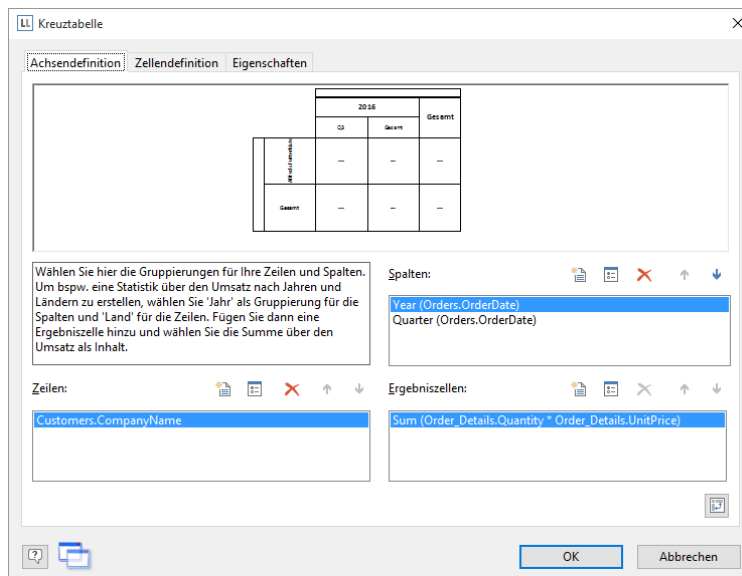 LL Kreuztabelle
Achsendefinition Zellendefinition Eigenschaften
2016
Gesamt
Q3 Gesamt
Gesamt
Wählen Sie hier die Gruppierungen für Ihre Zeilen und Spalten.
Um bspw. eine Statistik über den Umsatz nach Jahren und
Ländern zu erstellen, wählen Sie 'Jahr' als Gruppierung für die
Spalten und 'Land' für die Zeilen. Fügen Sie dann eine
Ergebniszelle hinzu und wählen Sie die Summe über den
Umsatz als Inhalt.
Spalten:
Year (Orders.OrderDate)
Quarter (Orders.OrderDate)
Zeilen:
Customers.CompanyName
Ergebniszellen:
Sum (Order_Details.Quantity * Order_Details.UnitPrice)
OK Abbrechen